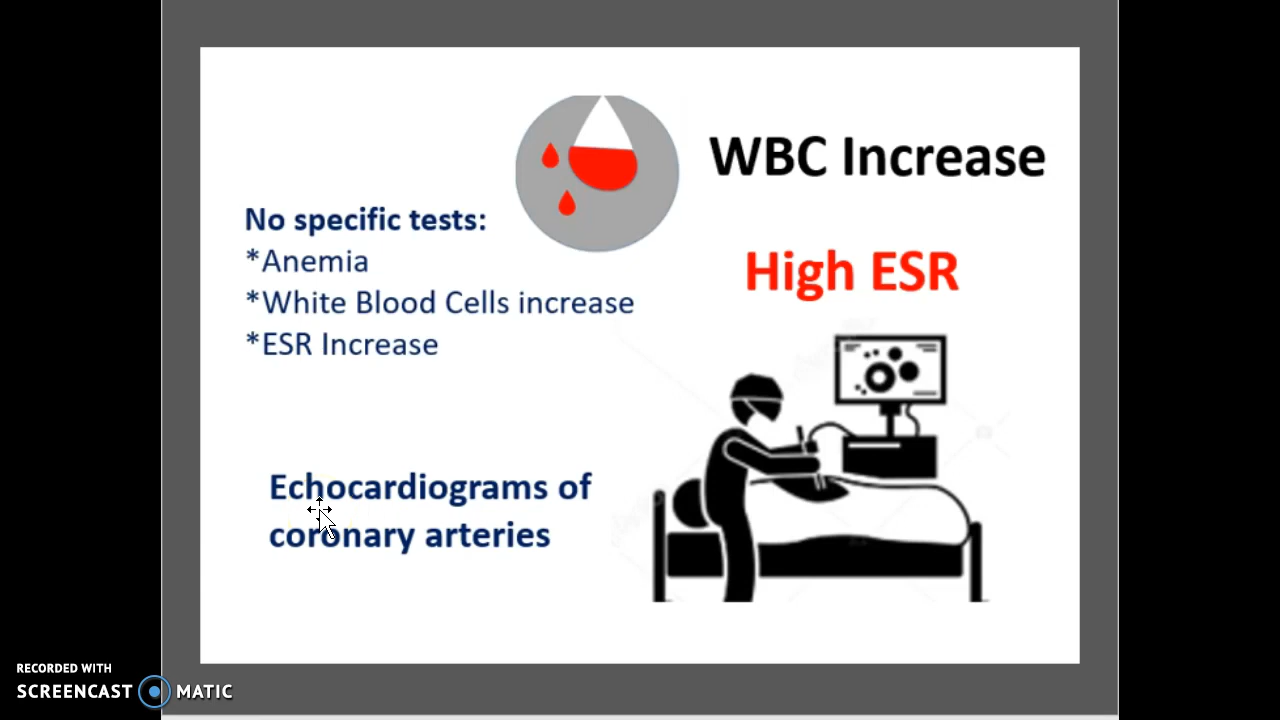 WBC Increase
High ESR
No specific tests:
*Anemia
*White Blood Cells increase
*ESR Increase
Echocardiograms of
coronary arteries
RECORDED WITH
SCREENCAST MATIC